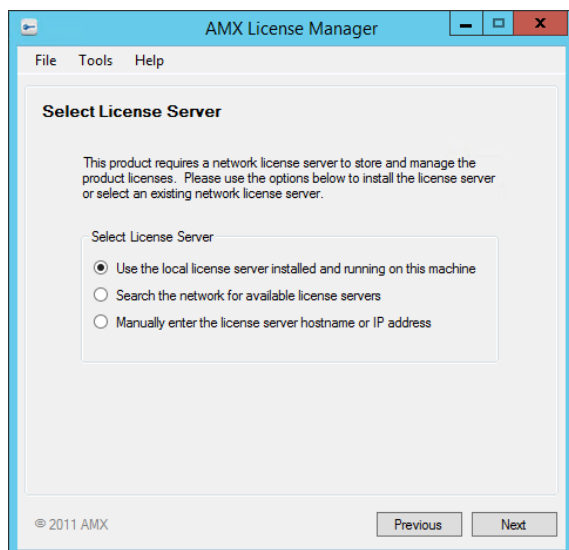 AMX License Manager
File Tools Help
Select License Server
This product requires a network license server to store and manage the
product licenses. Please use the options below to install the license server
or select an existing network license server.
Select License Server
Use the local license server installed and running on this machine
Search the network for available license servers
Manually enter the license server hostname or IP address
© 2011 AMX Previous Next